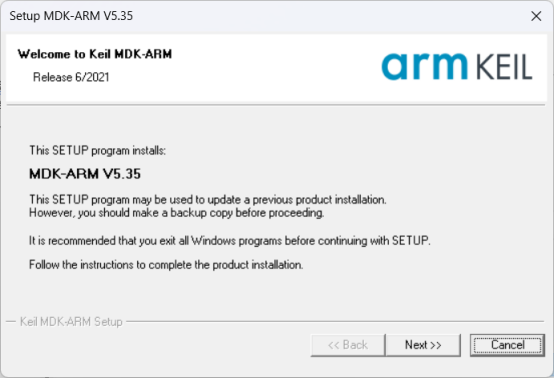 Setup MDK-ARM V5.35
Welcome to Keil MDK-ARM
Release 6/2021
arm KEIL
This SETUP program installs:
MDK-ARM V5.35
This SETUP program may be used to update a previous product installation.
However, you should make a backup copy before proceeding.
It is recommended that you exit all Windows programs before continuing with SETUP.
Follow the instructions to complete the product installation.
Keil MDK-ARM Setup
<< Back
Next >>
Cancel